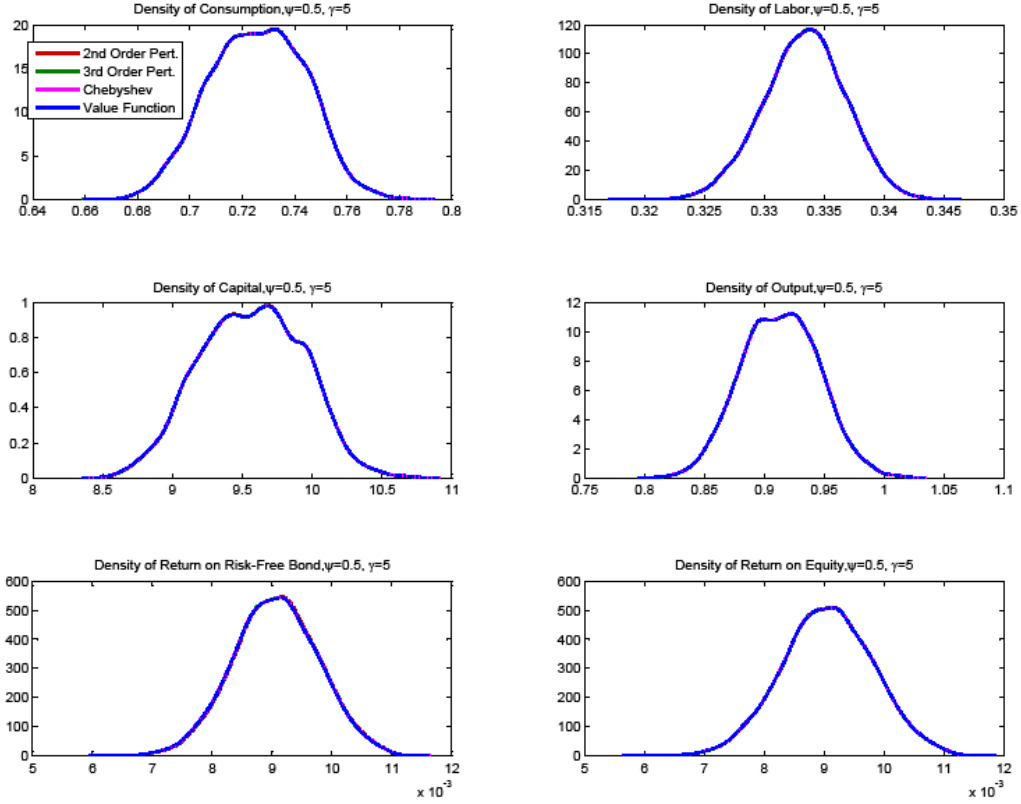 Density of Consumption,ψ=0.5, γ=5
20
15
10
5
0
2nd Order Pert.
3rd Order Pert.
Chebyshev
Value Function
0.64 0.66 0.68 0.7 0.72 0.74 0.76 0.78 0.8
Density of Labor,ψ=0.5, γ=5
120
100
80
60
40
20
0
0.315 0.32 0.325 0.33 0.335 0.34 0.345 0.35
Density of Capital,ψ=0.5, γ=5
1
0.8
0.6
0.4
0.2
0
8 8.5 9 9.5 10 10.5 11
Density of Output,ψ=0.5, γ=5
12
10
8
6
4
2
0
0.75 0.8 0.85 0.9 0.95 1 1.05 1.1
Density of Return on Risk-Free Bond,ψ=0.5, γ=5
600
500
400
300
200
100
0
5 6 7 8 9 10 11 12
x 10⁻³
Density of Return on Equity,ψ=0.5, γ=5
600
500
400
300
200
100
0
5 6 7 8 9 10 11 12
x 10⁻³